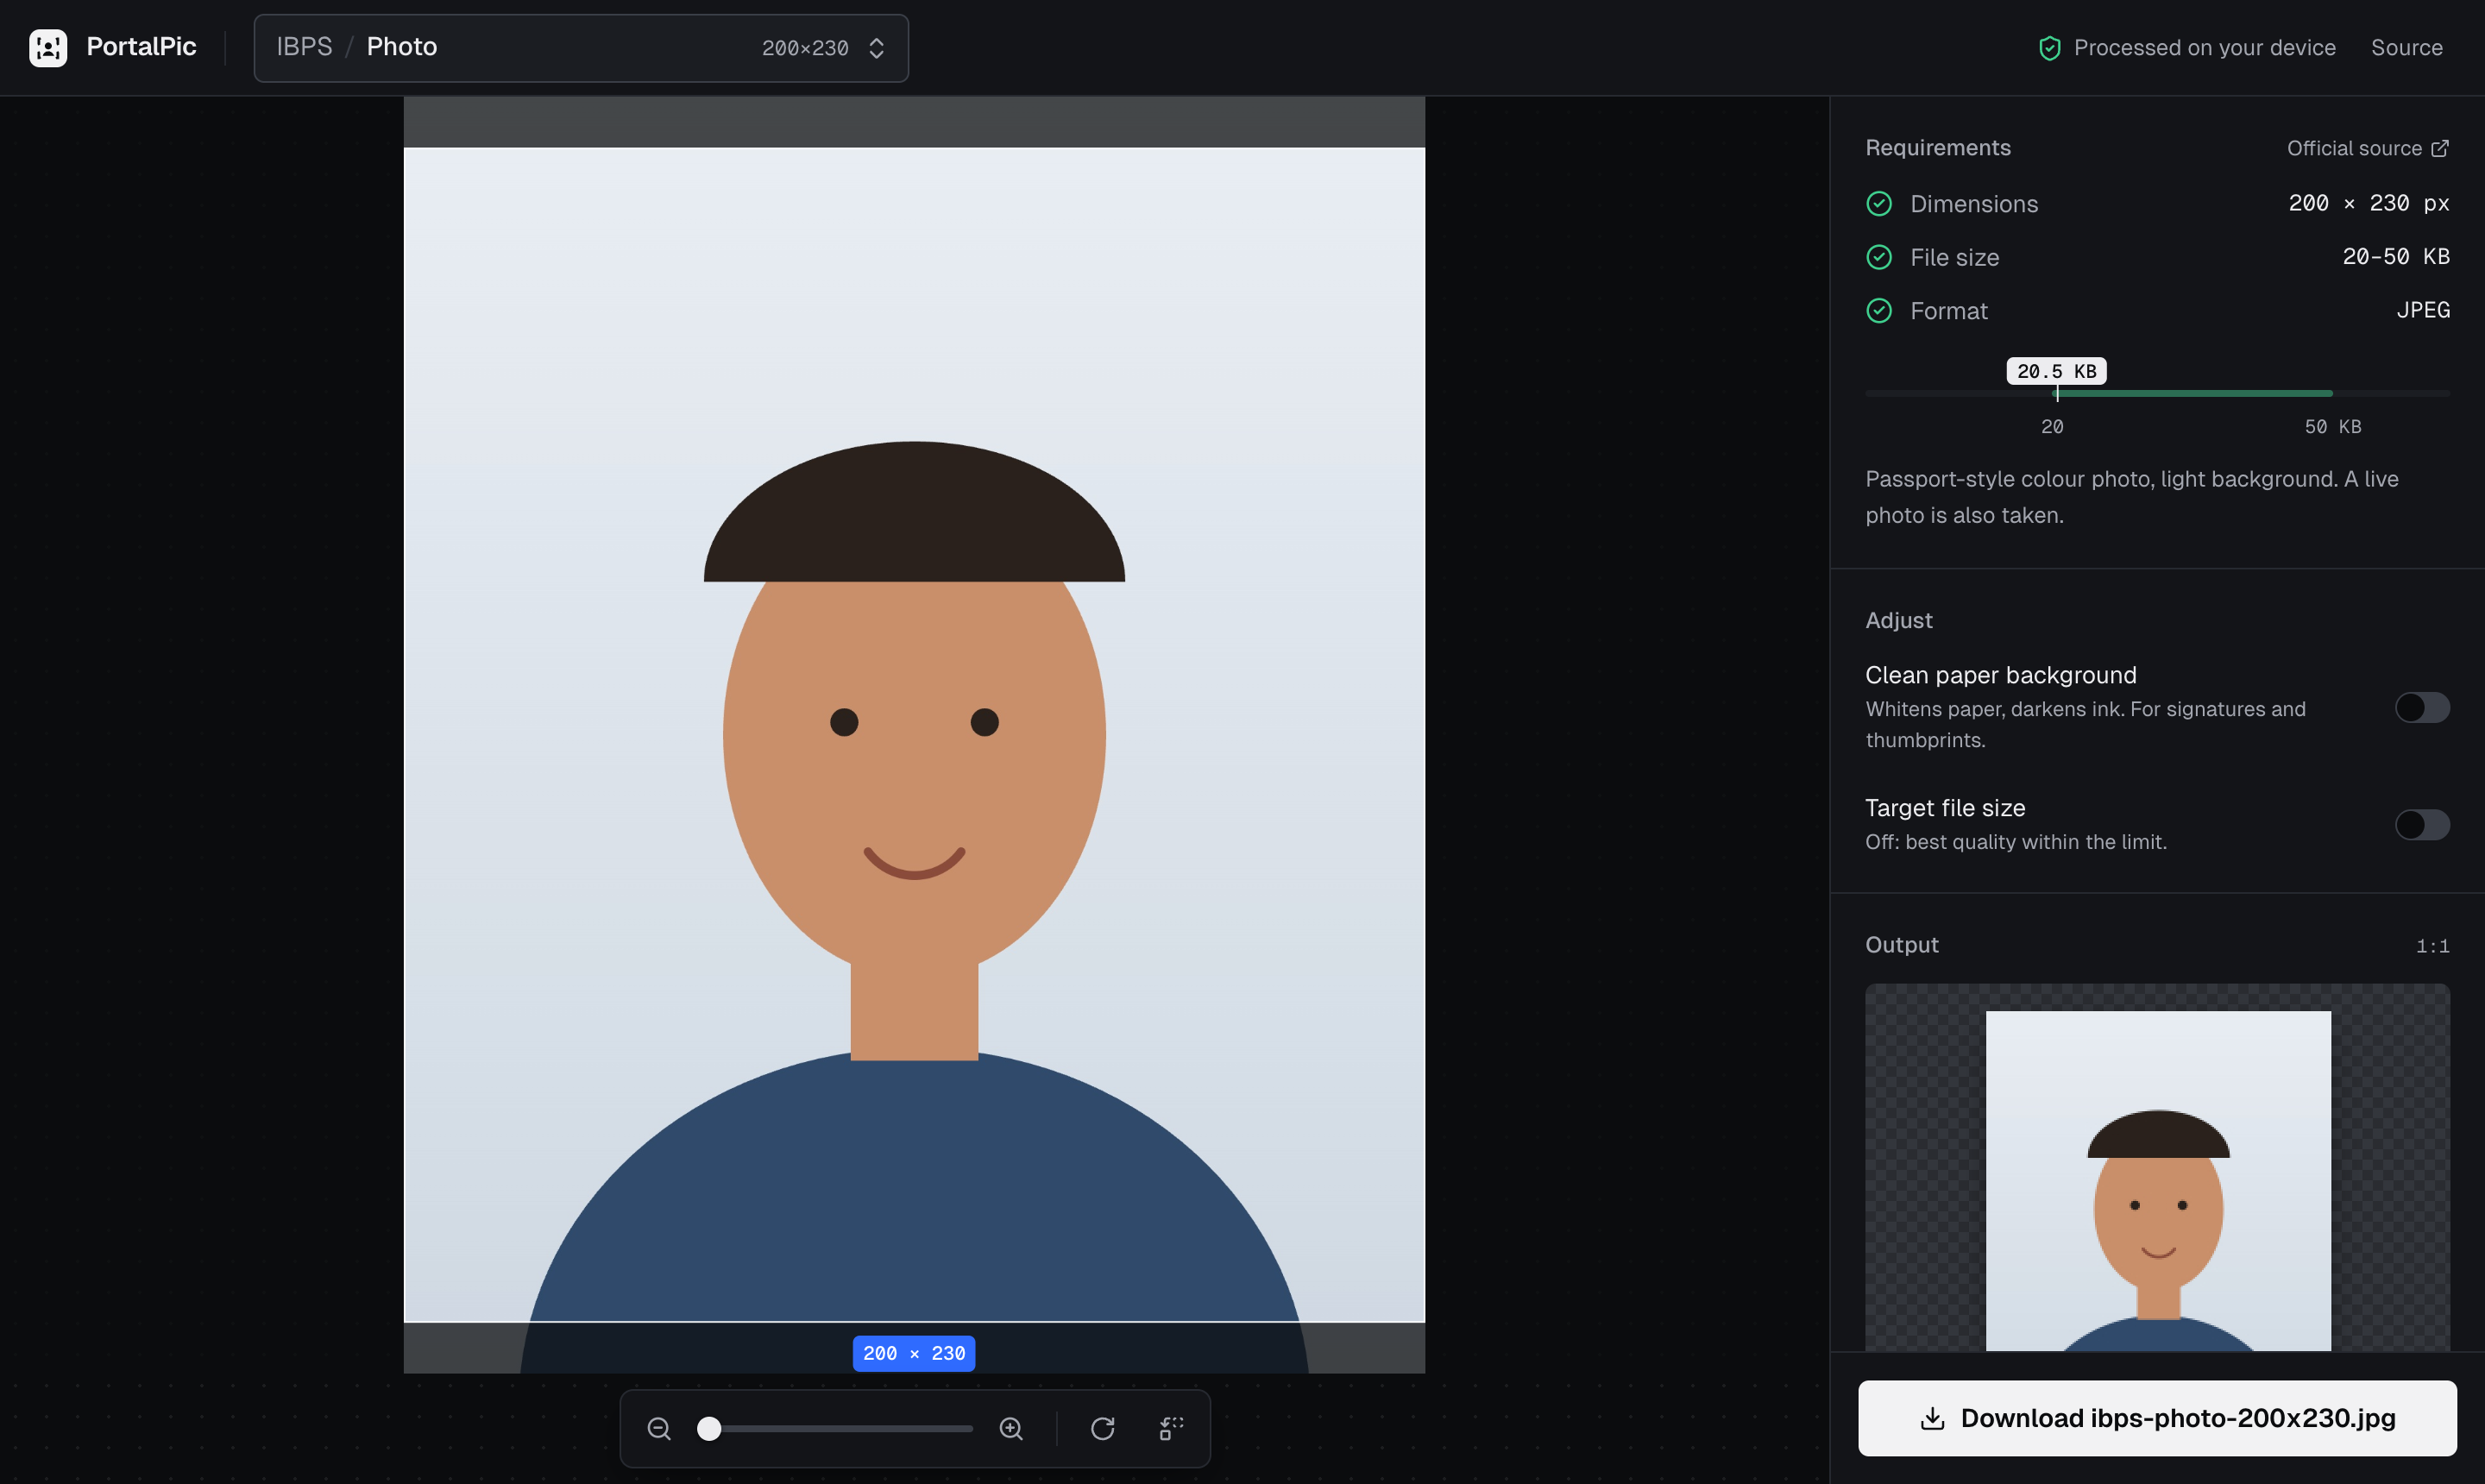 PortalPic
IBPS / Photo
200×230
Processed on your device
Source
Requirements
Official source
Dimensions
200 × 230 px
File size
20–50 KB
Format
JPEG
20.5 KB
20
50 KB
Passport-style colour photo, light background. A live
photo is also taken.
Adjust
Clean paper background
Whitens paper, darkens ink. For signatures and
thumbprints.
Target file size
Off: best quality within the limit.
Output
1:1
200 × 230
Download ibps-photo-200x230.jpg